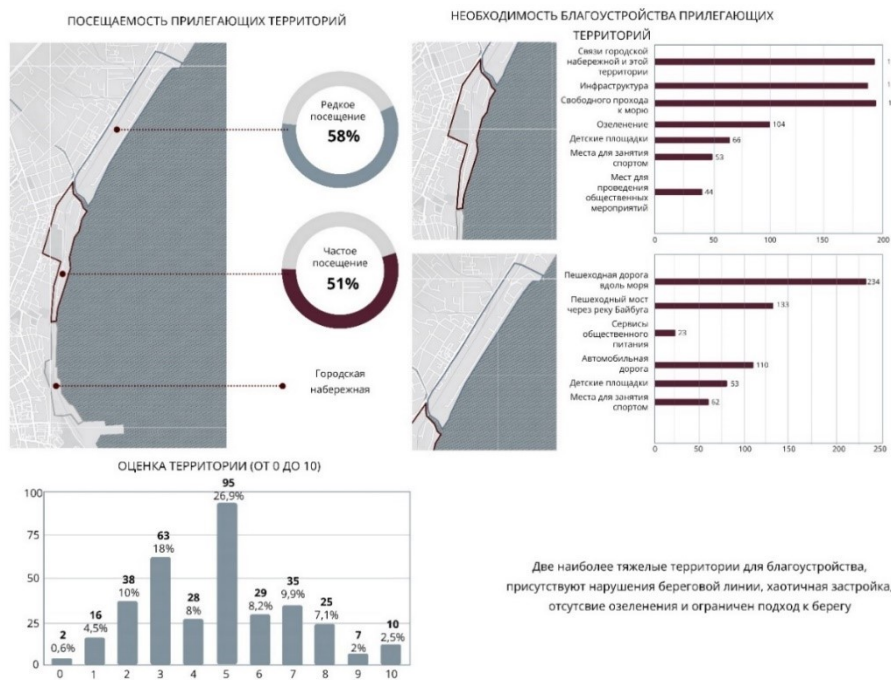 ПОСЕЩАЕМОСТЬ ПРИЛЕГАЮЩИХ ТЕРРИТОРИЙ
Редкое
посещение
58%
Частое
посещение
51%
Городская
набережная
НЕОБХОДИМОСТЬ БЛАГОУСТРОЙСТВА ПРИЛЕГАЮЩИХ
ТЕРРИТОРИЙ
Связи городской
набережной и этой
территории
Инфраструктура
Свободного прохода
к морю
Озеленение
104
Детские площадки
66
Места для занятия
спортом
53
Мест для
проведения
общественных
мероприятий
44
0 50 100 150 200
Пешеходная дорога
вдоль моря
234
Пешеходный мост
через реку Байбуга
133
Сервисы
общественного
питания
23
Автомобильная
дорога
110
Детские площадки
53
Места для занятия
спортом
62
0 50 100 150 200 250
ОЦЕНКА ТЕРРИТОРИИ (ОТ 0 ДО 10)
100
75
50
25
0
2
0,6%
16
4,5%
38
10%
63
18%
28
8%
95
26,9%
29
8,2%
35
9,9%
25
7,1%
7
2%
10
2,5%
0 1 2 3 4 5 6 7 8 9 10
Две наиболее тяжелые территории для благоустройства,
присутствуют нарушения береговой линии, хаотичная застройка,
отсутсвие озеленения и ограничен подход к берегу